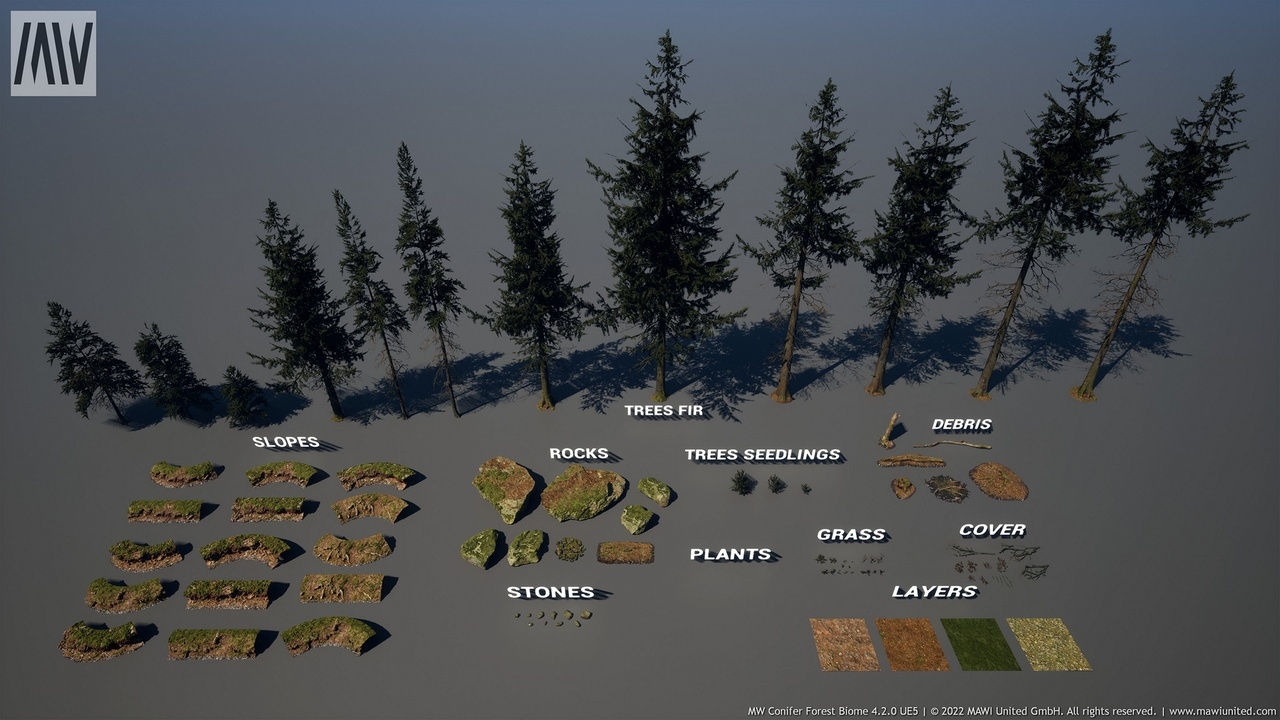 MW
TREES FIR
DEBRIS
SLOPES
ROCKS
TREES SEEDLINGS
GRASS
COVER
PLANTS
STONES
LAYERS
MW Conifer Forest Biome 4.2.0 UE5 | © 2022 MAWI United GmbH. All rights reserved. | www.mawiunited.com